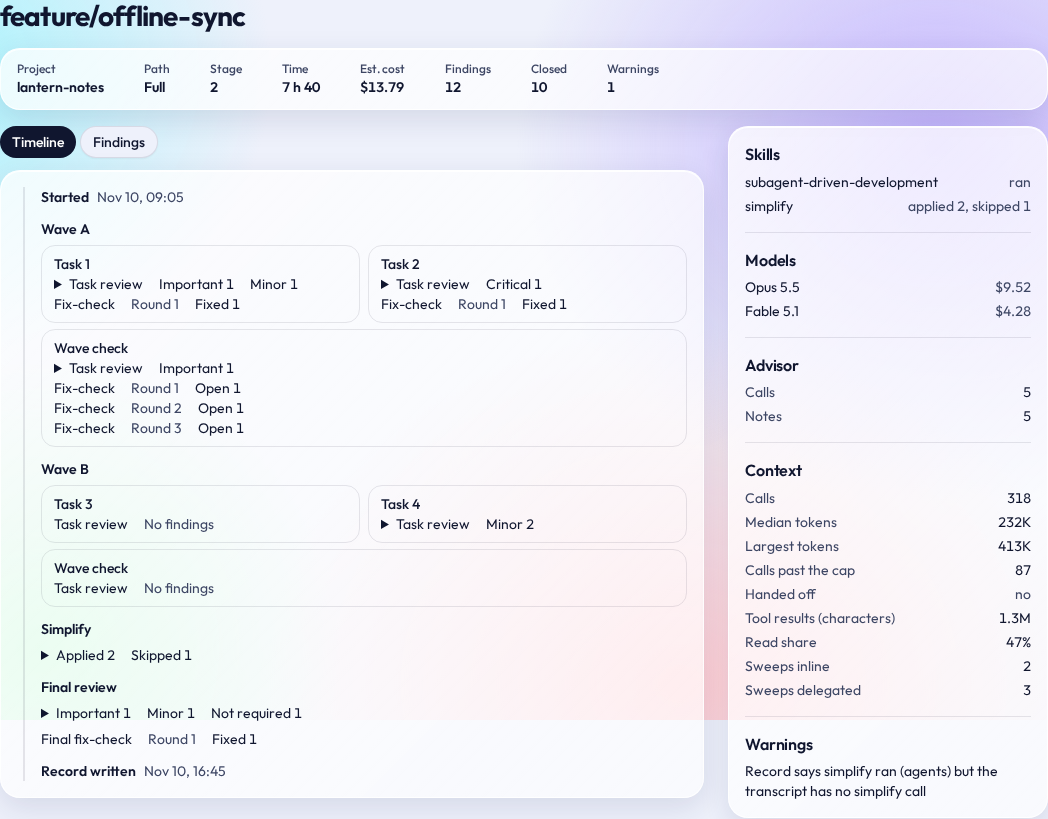 feature/offline-sync
Project Path Stage Time Est. cost Findings Closed Warnings
lantern-notes Full 2 7 h 40 $13.79 12 10 1
Timeline Findings
Started Nov 10, 09:05
Wave A
Task 1
Task review Important 1 Minor 1
Fix-check Round 1 Fixed 1
Task 2
Task review Critical 1
Fix-check Round 1 Fixed 1
Wave check
Task review Important 1
Fix-check Round 1 Open 1
Fix-check Round 2 Open 1
Fix-check Round 3 Open 1
Wave B
Task 3
Task review No findings
Task 4
Task review Minor 2
Wave check
Task review No findings
Simplify
Applied 2 Skipped 1
Final review
Important 1 Minor 1 Not required 1
Final fix-check Round 1 Fixed 1
Record written Nov 10, 16:45
Skills
subagent-driven-development ran
simplify applied 2, skipped 1
Models
Opus 5.5 $9.52
Fable 5.1 $4.28
Advisor
Calls 5
Notes 5
Context
Calls 318
Median tokens 232K
Largest tokens 413K
Calls past the cap 87
Handed off no
Tool results (characters) 1.3M
Read share 47%
Sweeps inline 2
Sweeps delegated 3
Warnings
Record says simplify ran (agents) but the
transcript has no simplify call